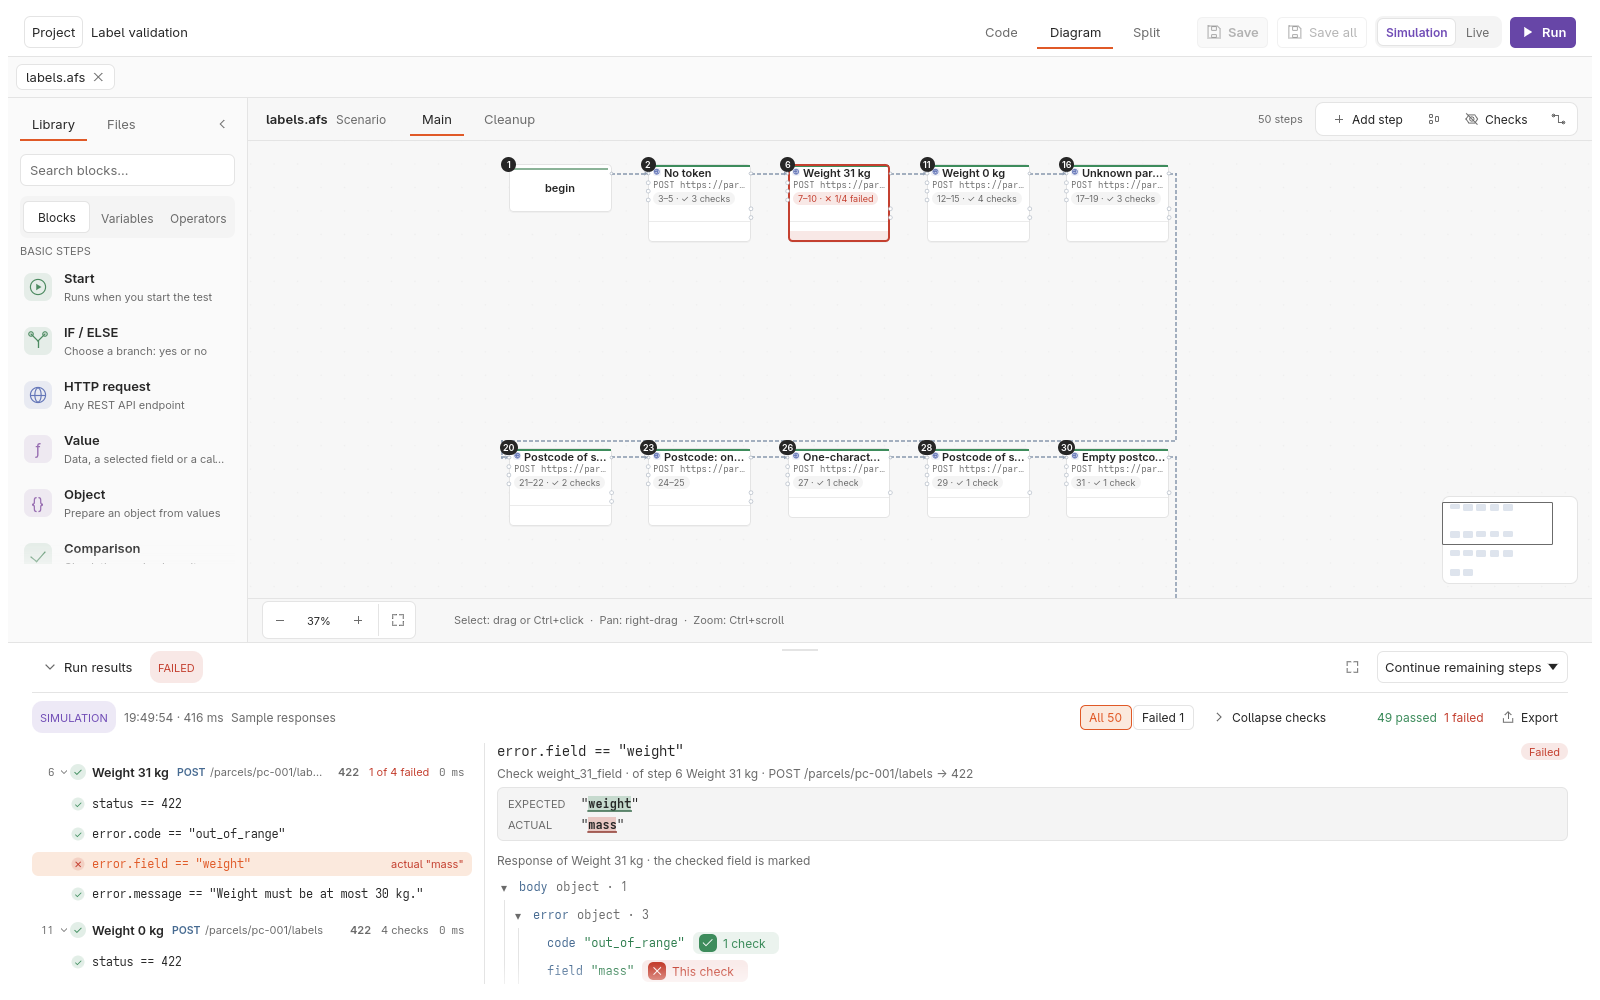 Project Label validation Code Diagram Split Save Save all Simulation Live Run
labels.afs
Library Files
labels.afs Scenario Main Cleanup 50 steps Add step Checks
Search blocks...
Blocks Variables Operators
BASIC STEPS
Start
Runs when you start the test
IF / ELSE
Choose a branch: yes or no
HTTP request
Any REST API endpoint
Value
Data, a selected field or a cal...
Object
Prepare an object from values
Comparison
1
begin
2
No token
POST https://par...
3–5 · ✓ 3 checks
6
Weight 31 kg
POST https://par...
7–10 · ✕ 1/4 failed
11
Weight 0 kg
POST https://par...
12–15 · ✓ 4 checks
16
Unknown par...
POST https://par...
17–19 · ✓ 3 checks
20
Postcode of s...
POST https://par...
21–22 · ✓ 2 checks
23
Postcode: on...
POST https://par...
24–25
26
One-charact...
POST https://par...
27 · ✓ 1 check
28
Postcode of s...
POST https://par...
29 · ✓ 1 check
30
Empty postco...
POST https://par...
31 · ✓ 1 check
− 37% + Select: drag or Ctrl+click · Pan: right-drag · Zoom: Ctrl+scroll
Run results FAILED Continue remaining steps
SIMULATION 19:49:54 · 416 ms Sample responses All 50 Failed 1 Collapse checks 49 passed 1 failed Export
6 Weight 31 kg POST /parcels/pc-001/lab... 422 1 of 4 failed 0 ms
status == 422
error.code == "out_of_range"
error.field == "weight" actual "mass"
error.message == "Weight must be at most 30 kg."
11 Weight 0 kg POST /parcels/pc-001/labels 422 4 checks 0 ms
status == 422
error.field == "weight" Failed
Check weight_31_field · of step 6 Weight 31 kg · POST /parcels/pc-001/labels → 422
EXPECTED "weight"
ACTUAL "mass"
Response of Weight 31 kg · the checked field is marked
body object · 1
error object · 3
code "out_of_range" 1 check
field "mass" This check